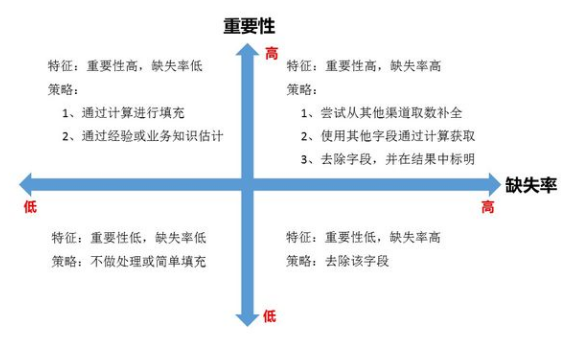 重要性
高
特征：重要性高，缺失率低
策略：
1、通过计算进行填充
2、通过经验或业务知识估计
特征：重要性高，缺失率高
策略：
1、尝试从其他渠道取数补全
2、使用其他字段通过计算获取
3、去除字段，并在结果中标明
缺失率
低
高
特征：重要性低，缺失率低
策略：不做处理或简单填充
特征：重要性低，缺失率高
策略：去除该字段
低